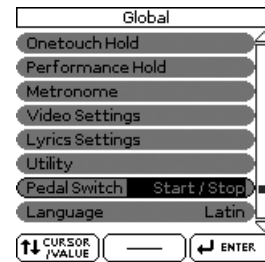 Global
Onetouch Hold
Performance Hold
Metronome
Video Settings
Lyrics Settings
Utility
Pedal Switch Start / Stop
Language Latin
CURSOR
/VALUE
ENTER